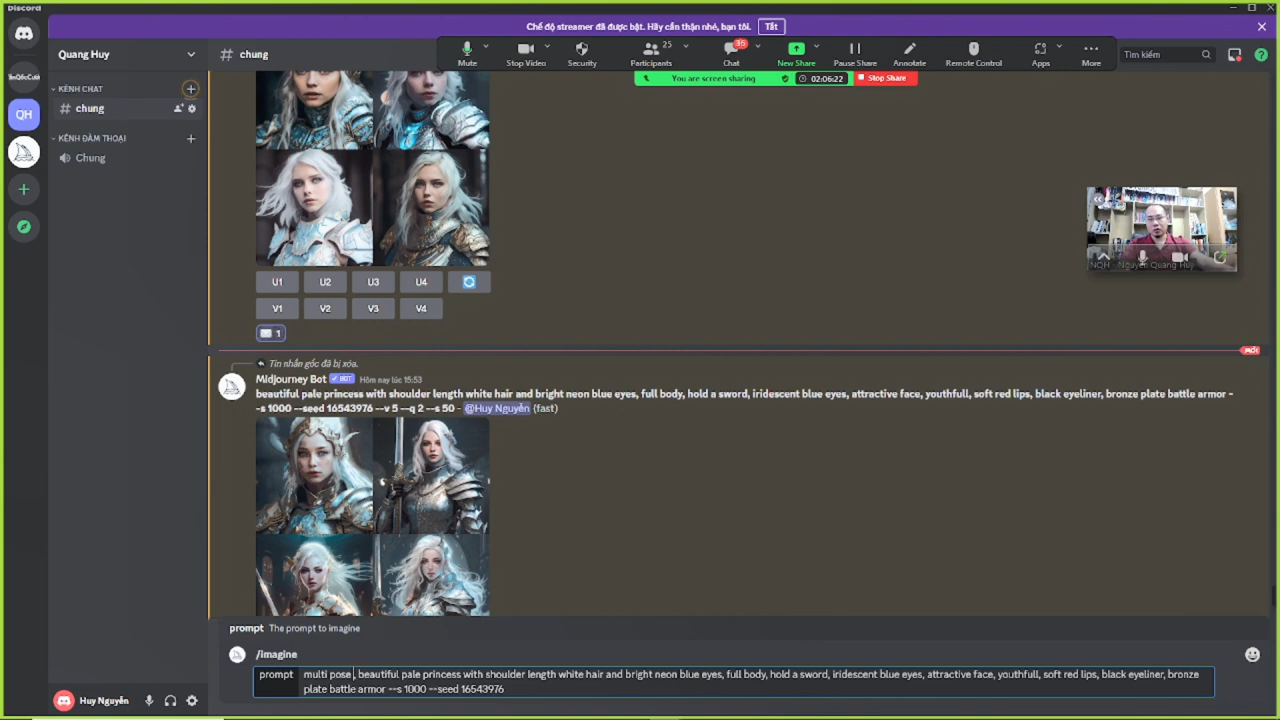 Discord
Chế độ streamer đã được bật. Hãy cẩn thận nhé, bạn tôi. Tắt
Quang Huy
chung
Mute
Stop Video
Security
25
Participants
36
Chat
New Share
Pause Share
Annotate
Remote Control
Apps
More
Tìm kiếm
You are screen sharing
02:06:22
Stop Share
KÊNH CHAT
chung
KÊNH ĐÀM THOẠI
Chung
QH
NQH - Nguyễn Quang Huy
U1 U2 U3 U4
V1 V2 V3 V4
1
MỚI
Tin nhắn gốc đã bị xóa.
Midjourney Bot BOT Hôm nay lúc 15:53
beautiful pale princess with shoulder length white hair and bright neon blue eyes, full body, hold a sword, iridescent blue eyes, attractive face, youthfull, soft red lips, black eyeliner, bronze plate battle armor -
-s 1000 --seed 16543976 --v 5 --q 2 --s 50 - @Huy Nguyễn (fast)
prompt The prompt to imagine
/imagine
prompt multi pose , beautiful pale princess with shoulder length white hair and bright neon blue eyes, full body, hold a sword, iridescent blue eyes, attractive face, youthfull, soft red lips, black eyeliner, bronze
plate battle armor --s 1000 --seed 16543976
Huy Nguyễn